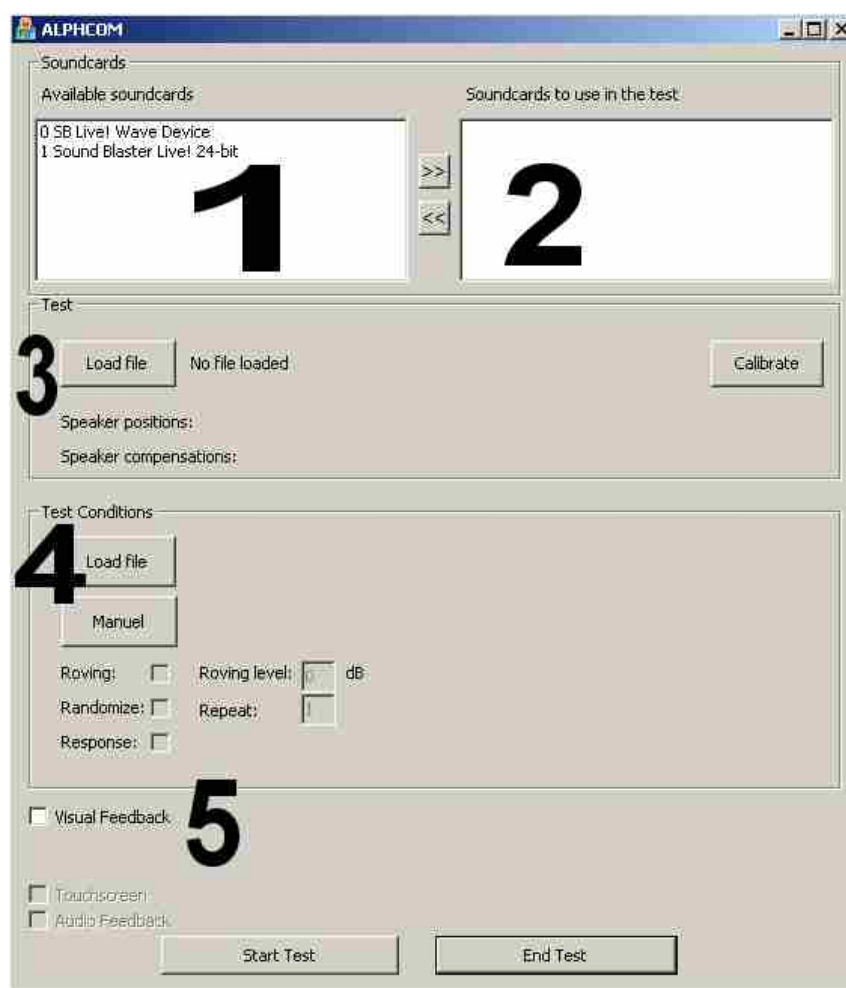 ALPHCOM
Soundcards
Available soundcards
Soundcards to use in the test
0 SB Live! Wave Device
1 Sound Blaster Live! 24-bit
1
>>
<<
2
Test
3
Load file
No file loaded
Calibrate
Speaker positions:
Speaker compensations:
Test Conditions
4
Load file
Manuel
Roving:
Roving level:
0
dB
Randomize:
Repeat:
1
Response:
Visual Feedback
5
Touchscreen
Audio Feedback
Start Test
End Test